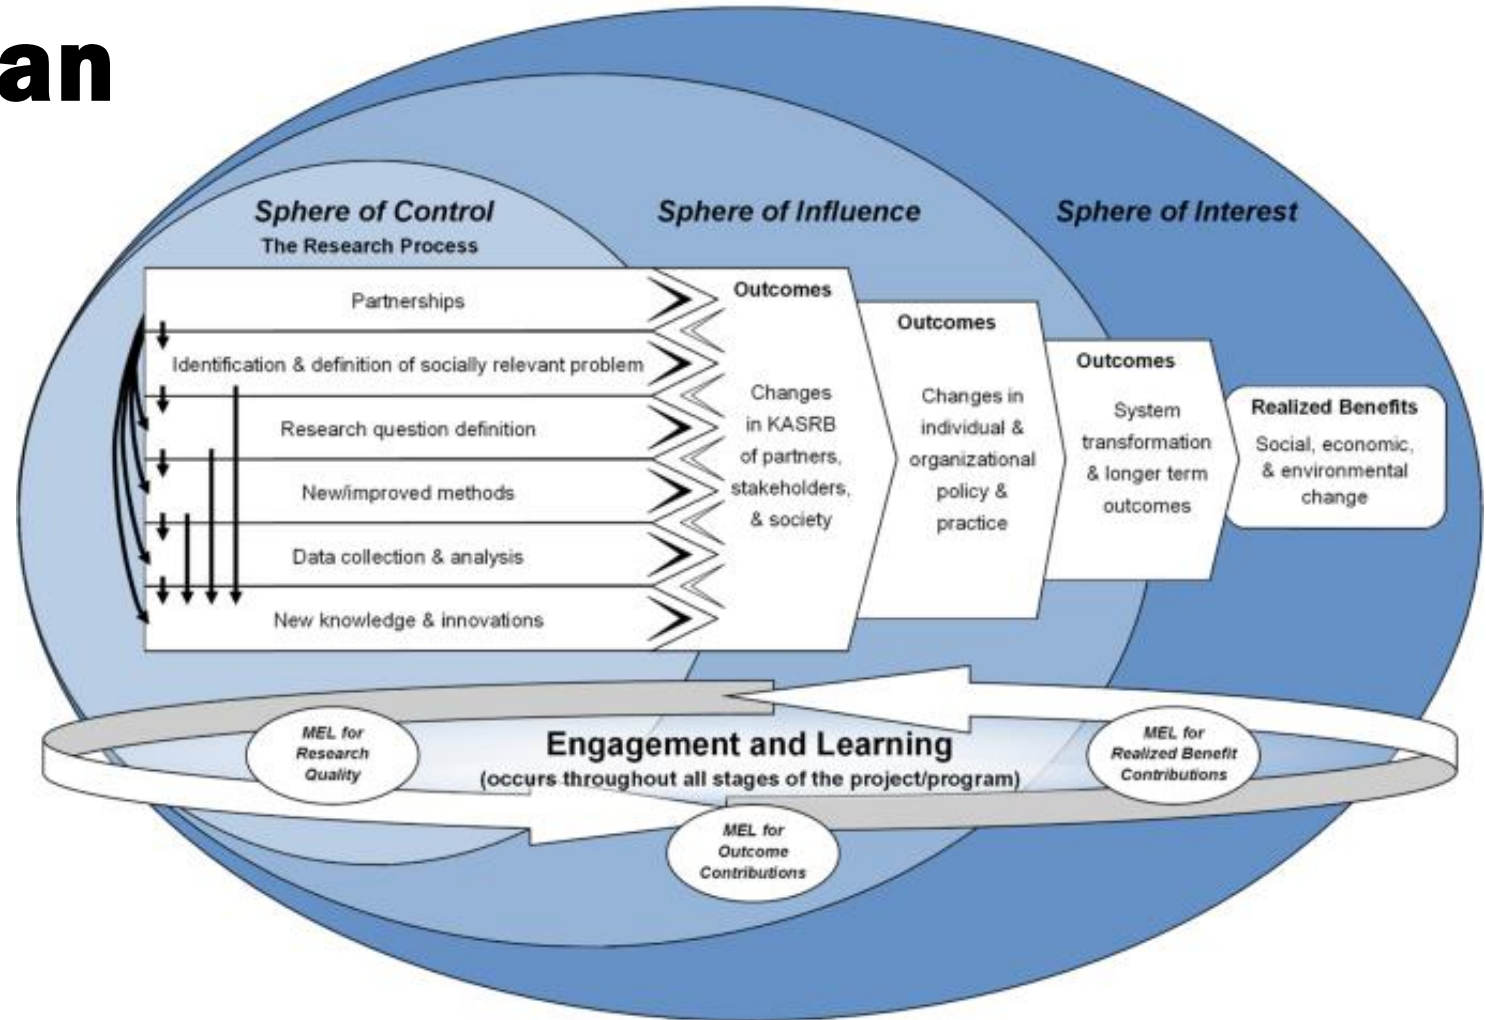 an
Sphere of Control
Sphere of Influence
Sphere of Interest
The Research Process
Partnerships
Identification & definition of socially relevant problem
Research question definition
New/improved methods
Data collection & analysis
New knowledge & innovations
Outcomes
Changes
in KASRB
of partners,
stakeholders,
& society
Outcomes
Changes in
individual &
organizational
policy &
practice
Outcomes
System
transformation
& longer term
outcomes
Realized Benefits
Social, economic,
& environmental
change
MEL for
Research
Quality
Engagement and Learning
(occurs throughout all stages of the project/program)
MEL for
Realized Benefit
Contributions
MEL for
Outcome
Contributions